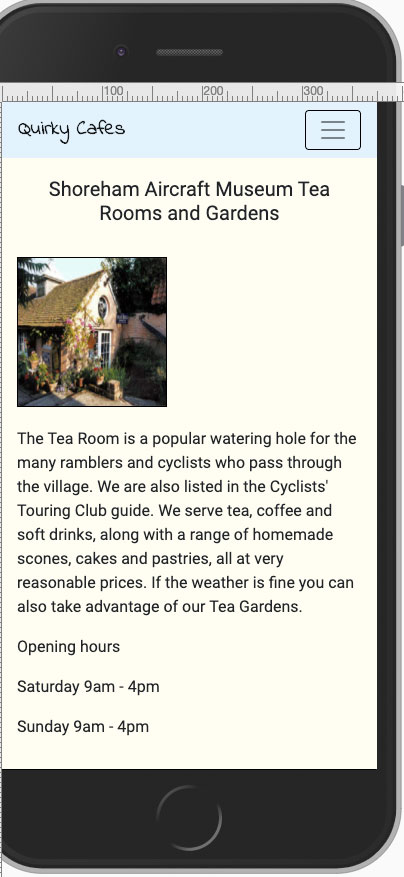 100 200 300
Quirky Cafes
Shoreham Aircraft Museum Tea
Rooms and Gardens
The Tea Room is a popular watering hole for the
many ramblers and cyclists who pass through
the village. We are also listed in the Cyclists'
Touring Club guide. We serve tea, coffee and
soft drinks, along with a range of homemade
scones, cakes and pastries, all at very
reasonable prices. If the weather is fine you can
also take advantage of our Tea Gardens.
Opening hours
Saturday 9am - 4pm
Sunday 9am - 4pm